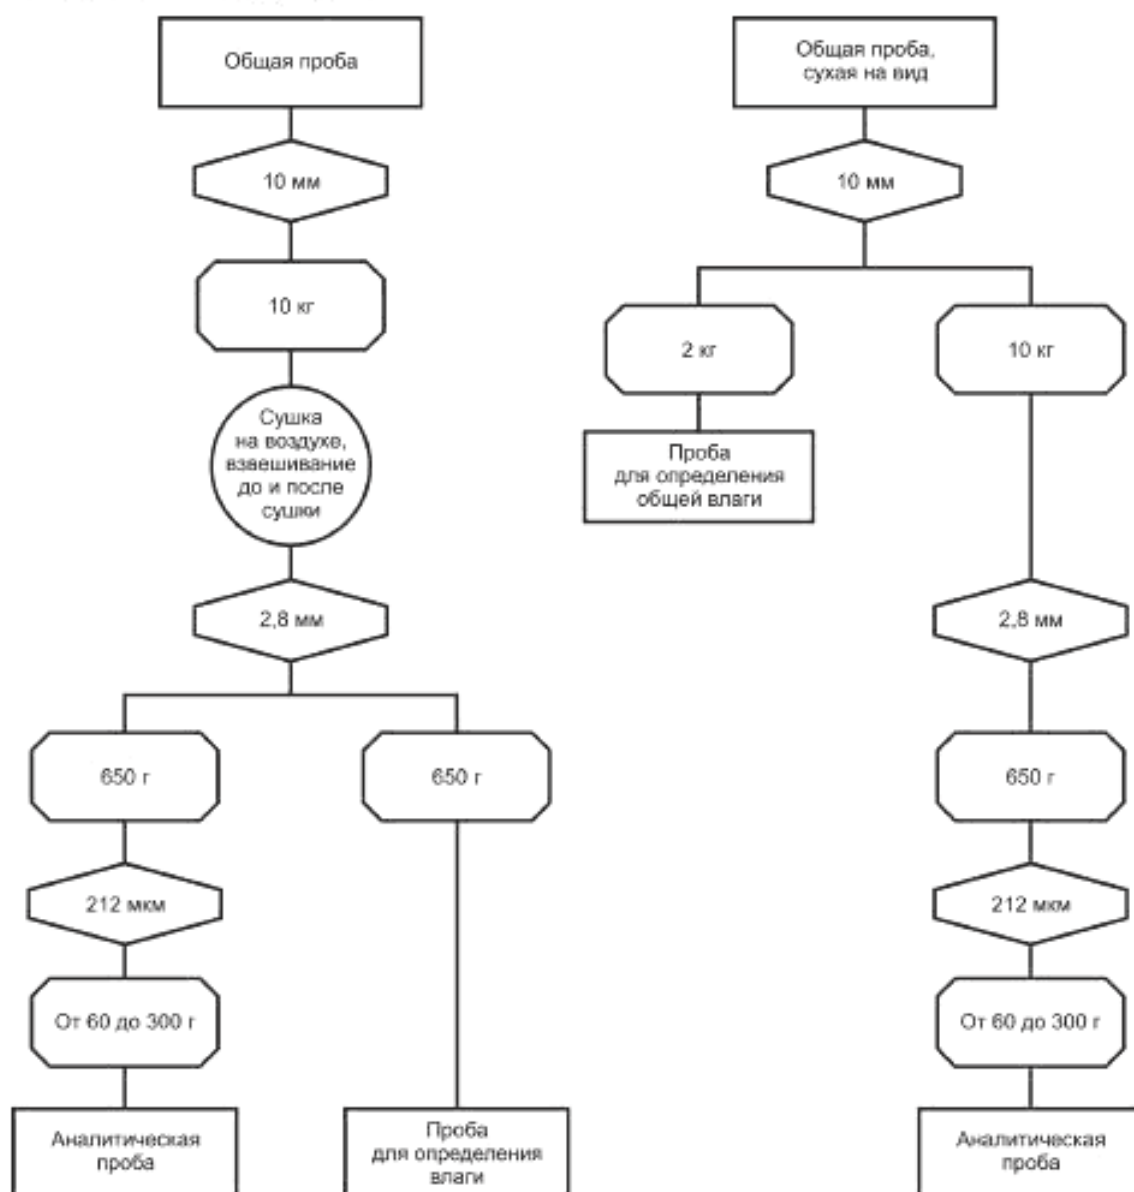 Общая проба
10 мм
10 кг
Сушка
на воздухе,
взвешивание
до и после
сушки
2,8 мм
650 г
650 г
212 мкм
От 60 до 300 г
Аналитическая
проба
Проба
для определения
влаги
Общая проба,
сухая на вид
10 мм
2 кг
10 кг
Проба
для определения
общей влаги
2,8 мм
650 г
212 мкм
От 60 до 300 г
Аналитическая
проба